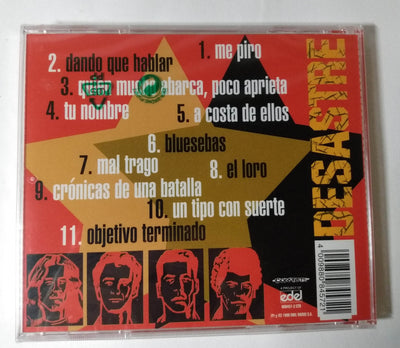 1. me piro
2. dando que hablar
3. quien mucho abarca, poco aprieta
4. tu nombre
5. a costa de ellos
6. bluesebas
7. mal trago
8. el loro
9. crónicas de una batalla
10. un tipo con suerte
11. objetivo terminado
DESASTRE
A PROJECT OF
edel